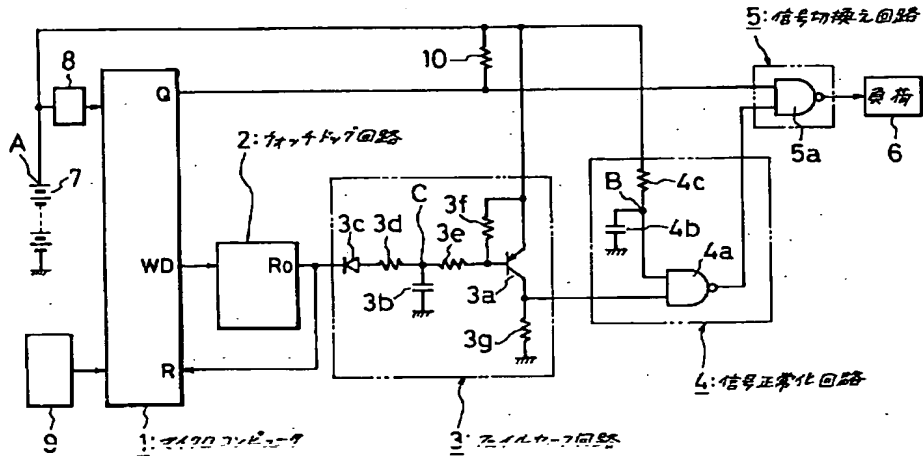 5:信号切換え回路
8
10
Q
負荷
5a
6
A
7
2:ウォッチドッグ回路
C
3f
B
4c
3c
3d
3e
4b
4a
WD
Ro
3b
3a
3g
R
4:信号正常化回路
9
1:マイクロコンピュータ
3:フェイルセーフ回路